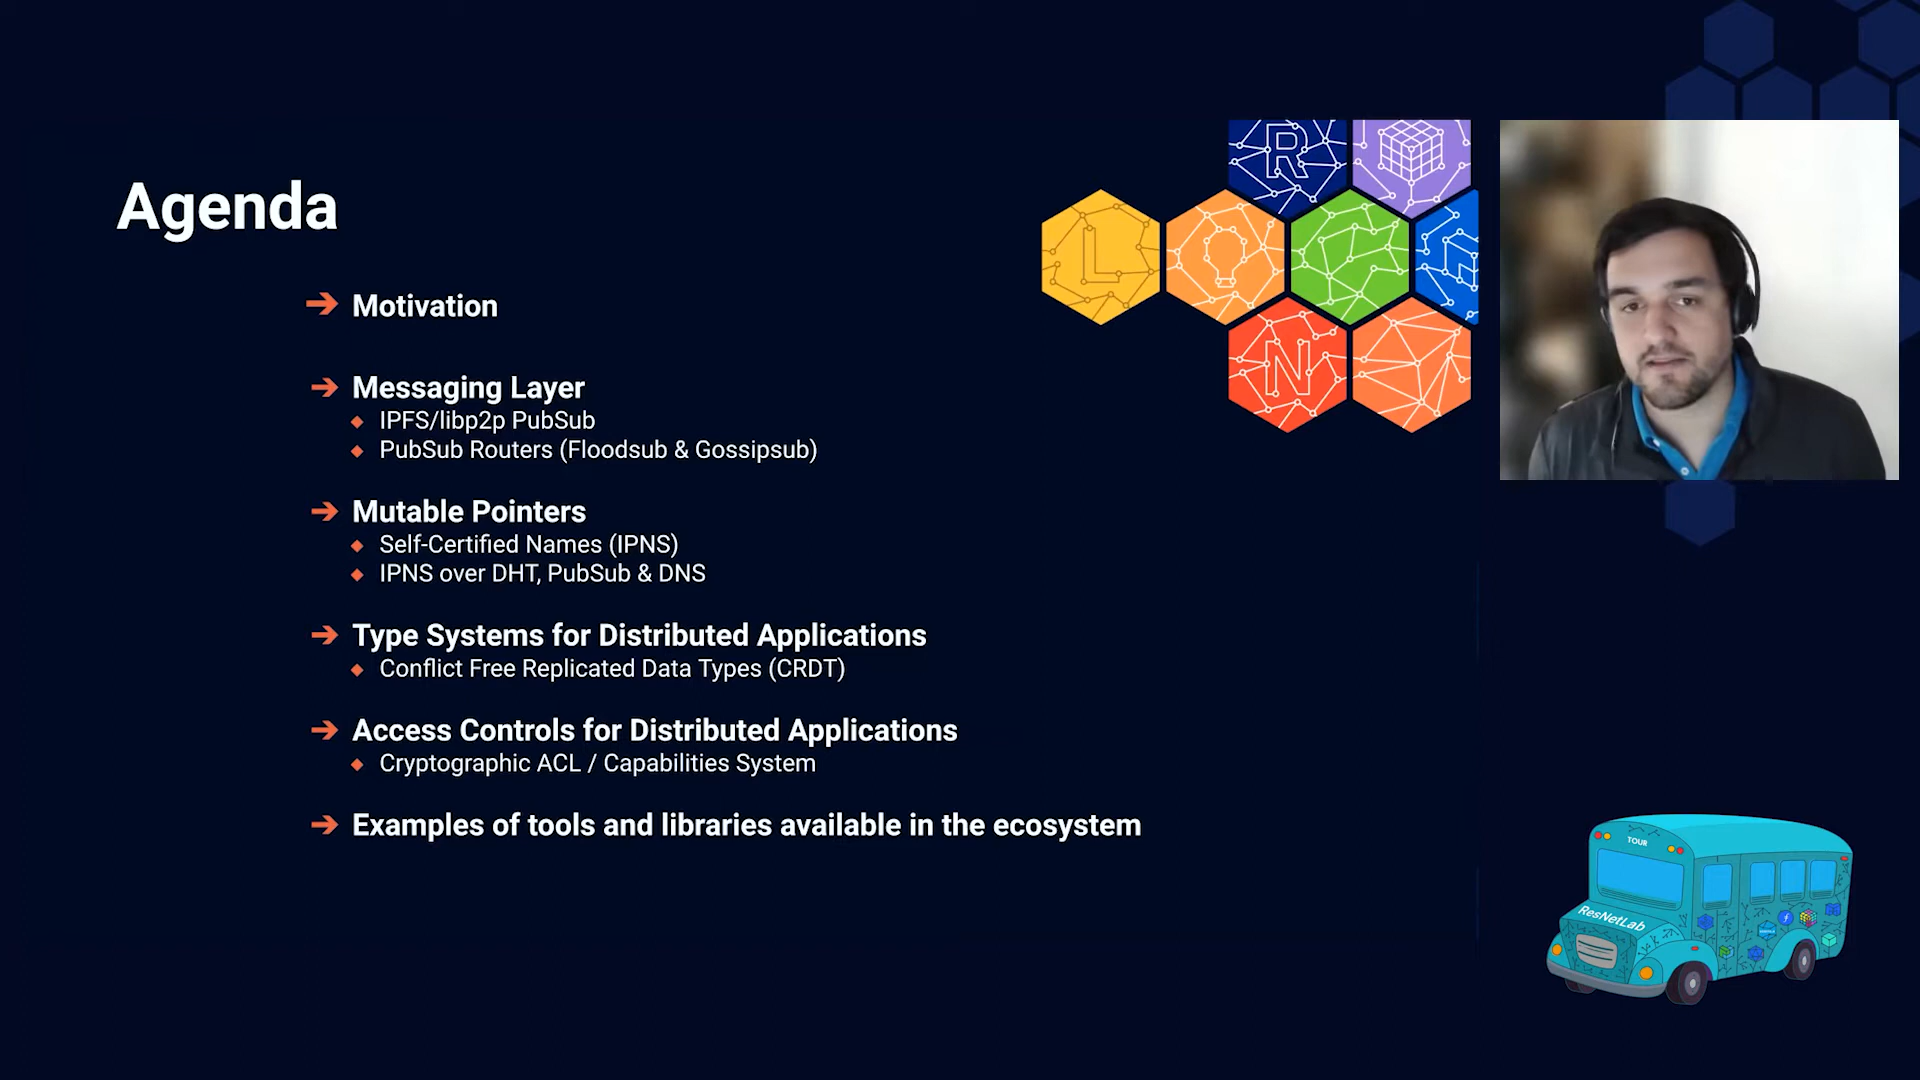 Agenda
Motivation
Messaging Layer
IPFS/libp2p PubSub
PubSub Routers (Floodsub & Gossipsub)
Mutable Pointers
Self-Certified Names (IPNS)
IPNS over DHT, PubSub & DNS
Type Systems for Distributed Applications
Conflict Free Replicated Data Types (CRDT)
Access Controls for Distributed Applications
Cryptographic ACL / Capabilities System
Examples of tools and libraries available in the ecosystem
R
L
N
TOUR
ResNetLab